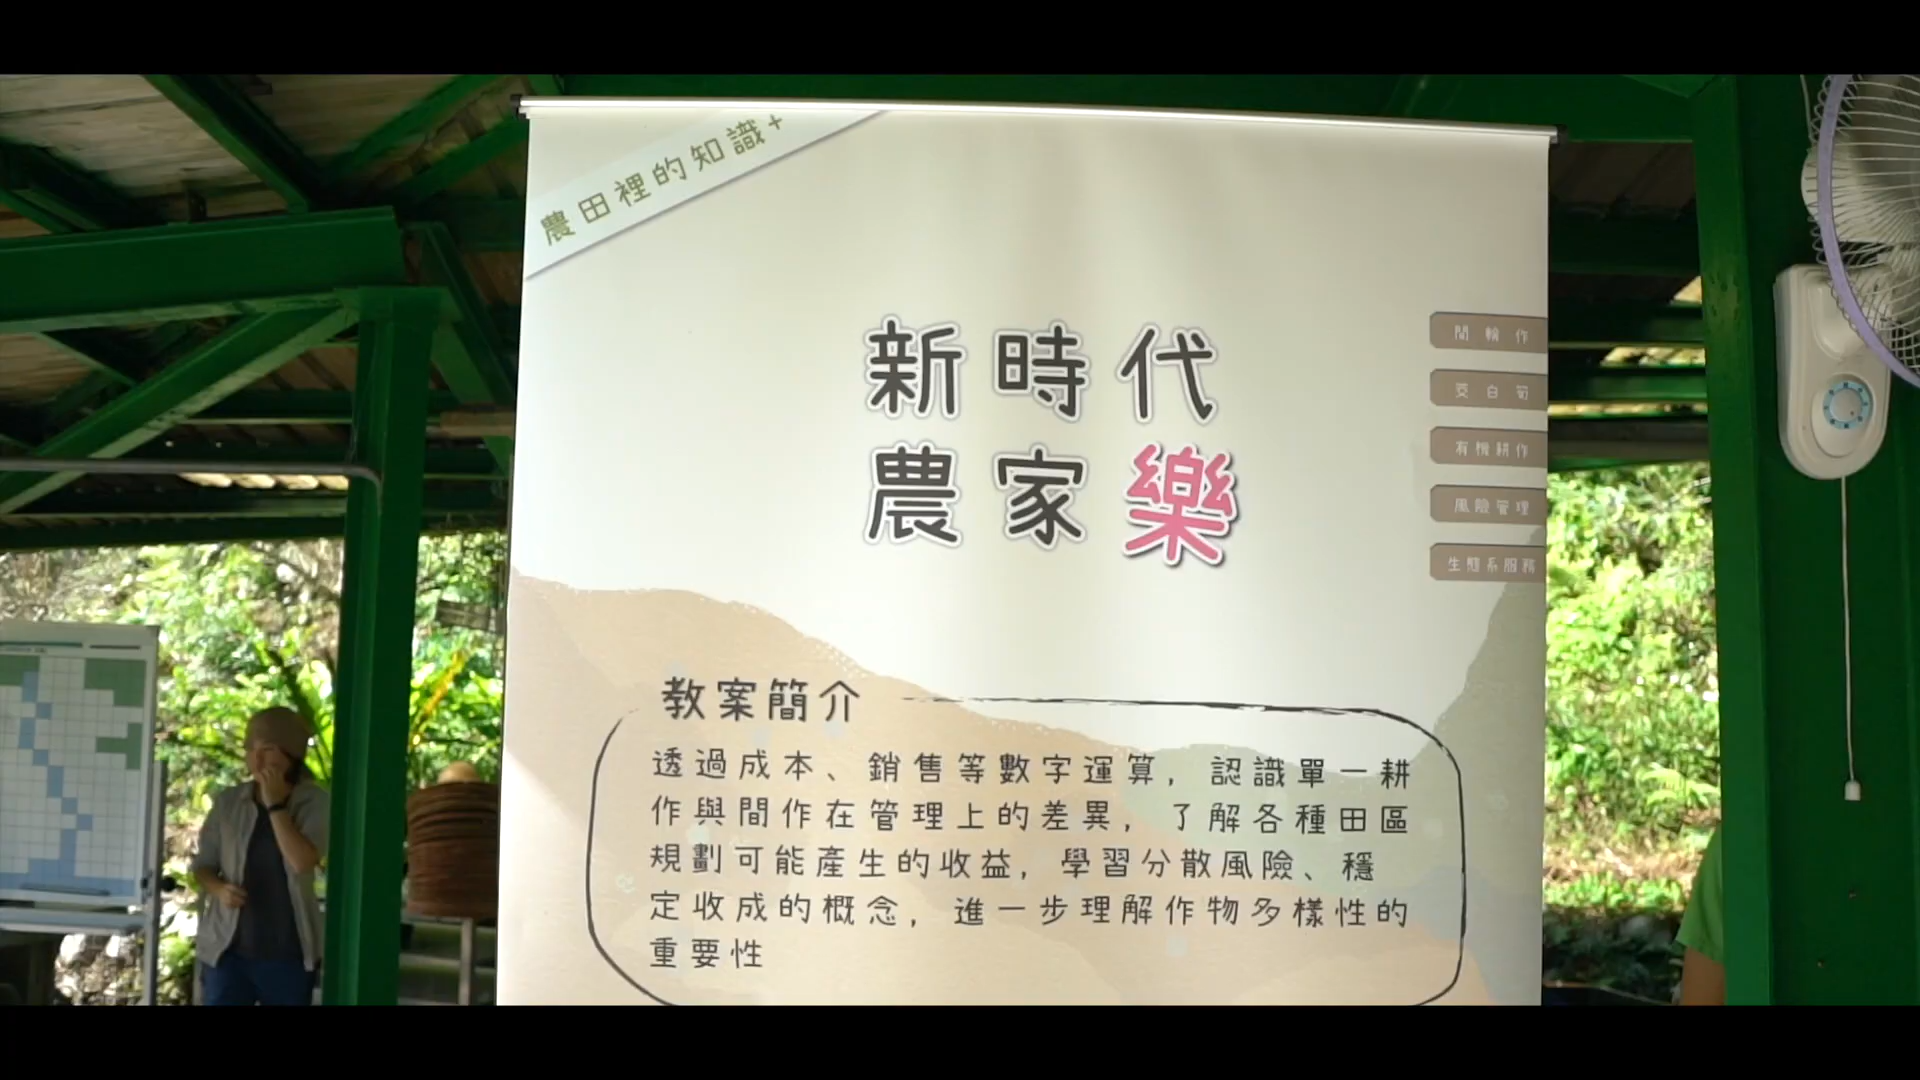 農田裡的知識+
新時代
農家樂
間輪作
茭白筍
有機耕作
風險管理
生態系服務
教案簡介
透過成本、銷售等數字運算，認識單一耕
作與間作在管理上的差異，了解各種田區
規劃可能產生的收益，學習分散風險、穩
定收成的概念，進一步理解作物多樣性的
重要性